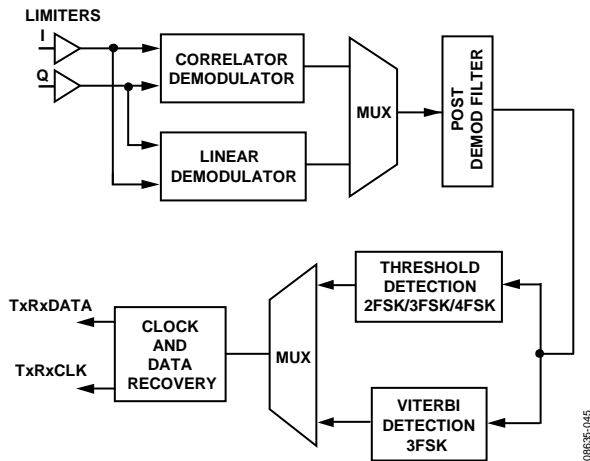 LIMITERS
I
Q
CORRELATOR
DEMODULATOR
LINEAR
DEMODULATOR
MUX
POST
DEMOD FILTER
THRESHOLD
DETECTION
2FSK/3FSK/4FSK
VITERBI
DETECTION
3FSK
MUX
CLOCK
AND
DATA
RECOVERY
TxRxDATA
TxRxCLK
08635-045